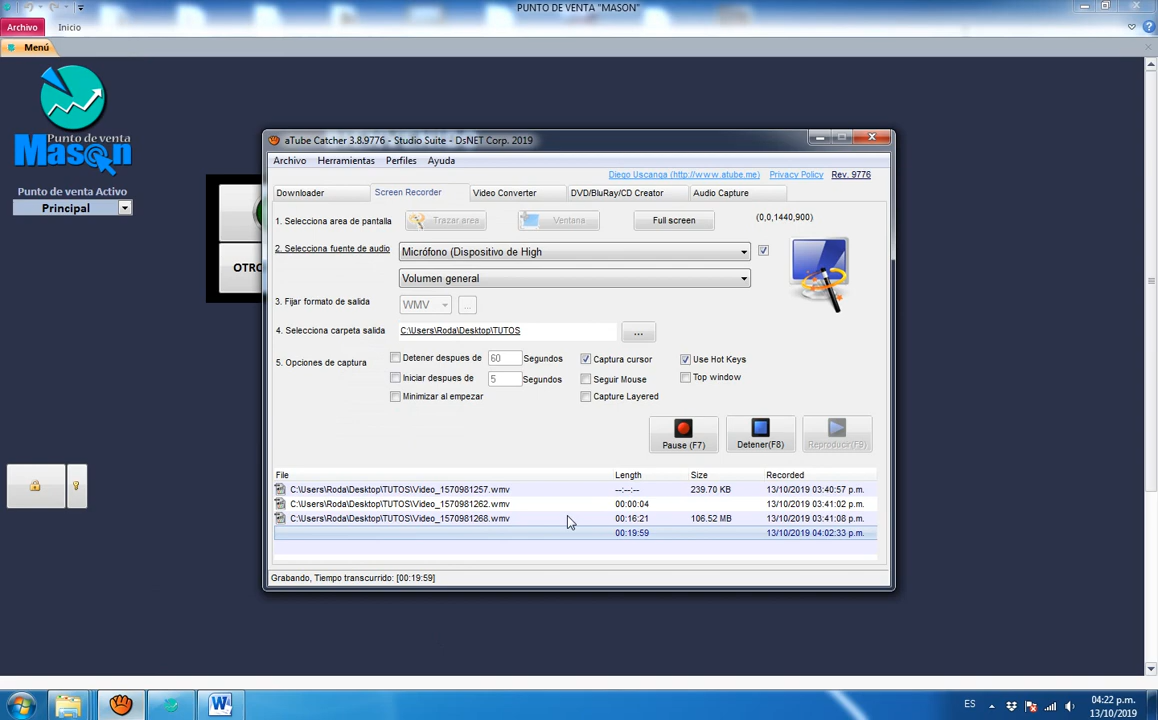 PUNTO DE VENTA "MASON"
Archivo
Inicio
Menú
Punto de venta
Mason
Punto de venta Activo
Principal
OTRO
aTube Catcher 3.8.9776 - Studio Suite - DsNET Corp. 2019
Archivo Herramientas Perfiles Ayuda
Diego Uscanga (http://www.atube.me) Privacy Policy Rev. 9776
Downloader Screen Recorder Video Converter DVD/BluRay/CD Creator Audio Capture
1. Selecciona area de pantalla Trazar area Ventana Full screen (0,0,1440,900)
2. Selecciona fuente de audio Micrófono (Dispositivo de High
Volumen general
3. Fijar formato de salida WMV ...
4. Selecciona carpeta salida C:\Users\Roda\Desktop\TUTOS ...
5. Opciones de captura
Detener despues de 60 Segundos Captura cursor Use Hot Keys
Iniciar despues de 5 Segundos Seguir Mouse Top window
Minimizar al empezar Capture Layered
Pause (F7) Detener(F8) Reproducir(F9)
File Length Size Recorded
C:\Users\Roda\Desktop\TUTOS\Video_1570981257.wmv --:--:-- 239.70 KB 13/10/2019 03:40:57 p.m.
C:\Users\Roda\Desktop\TUTOS\Video_1570981262.wmv 00:00:04 13/10/2019 03:41:02 p.m.
C:\Users\Roda\Desktop\TUTOS\Video_1570981268.wmv 00:16:21 106.52 MB 13/10/2019 03:41:08 p.m.
00:19:59 13/10/2019 04:02:33 p.m.
Grabando, Tiempo transcurrido: [00:19:59]
ES
04:22 p.m.
13/10/2019